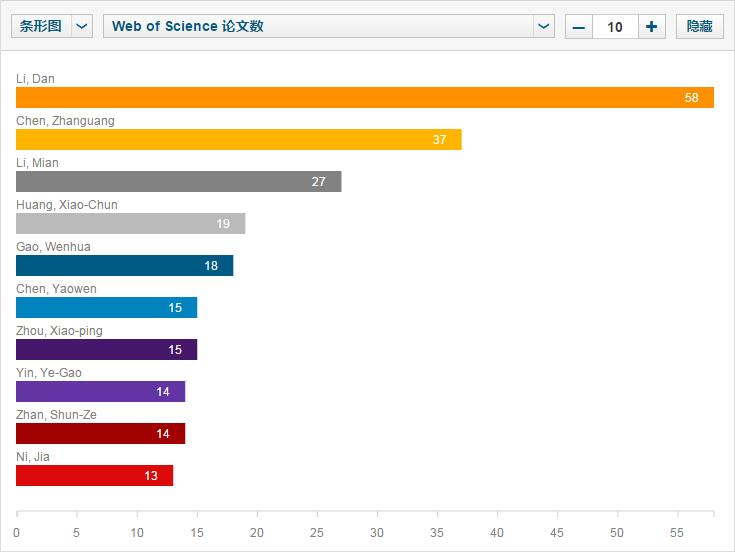 条形图 Web of Science 论文数 10 隐藏
Li, Dan
58
Chen, Zhanguang
37
Li, Mian
27
Huang, Xiao-Chun
19
Gao, Wenhua
18
Chen, Yaowen
15
Zhou, Xiao-ping
15
Yin, Ye-Gao
14
Zhan, Shun-Ze
14
Ni, Jia
13
0 5 10 15 20 25 30 35 40 45 50 55